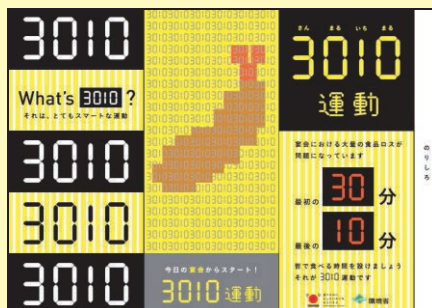 3010
What's 3010 ?
それは、とてもスマートな運動
3010
3010
3010
今日の宴会からスタート！
3010運動
さん まる いち まる
3010
運動
宴会における大量の食品ロスが
問題になっています
最初の 30 分
最後の 10 分
皆で食べる時間を設けましょう
それが 3010 運動です
環境省
のりしろ